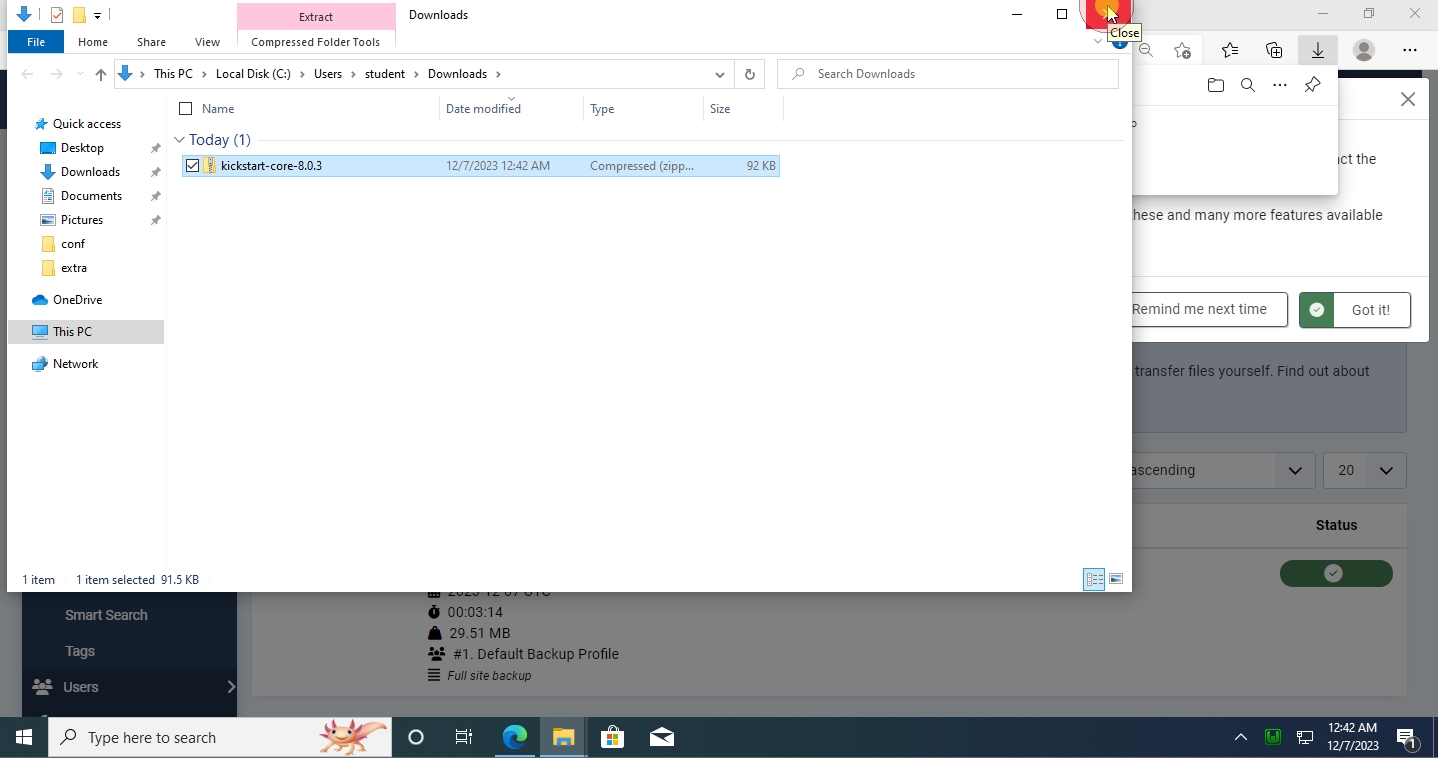 Extract
Downloads
Close
File
Home
Share
View
Compressed Folder Tools
This PC
Local Disk (C:)
Users
student
Downloads
Search Downloads
Name
Date modified
Type
Size
Quick access
Desktop
Downloads
Documents
Pictures
conf
extra
OneDrive
This PC
Network
Today (1)
kickstart-core-8.0.3
12/7/2023 12:42 AM
Compressed (zipp...
92 KB
1 item
1 item selected 91.5 KB
act the
hese and many more features available
Remind me next time
Got it!
transfer files yourself. Find out about
ascending
20
Status
00:03:14
29.51 MB
#1. Default Backup Profile
Full site backup
Smart Search
Tags
Users
Type here to search
12:42 AM
12/7/2023
1